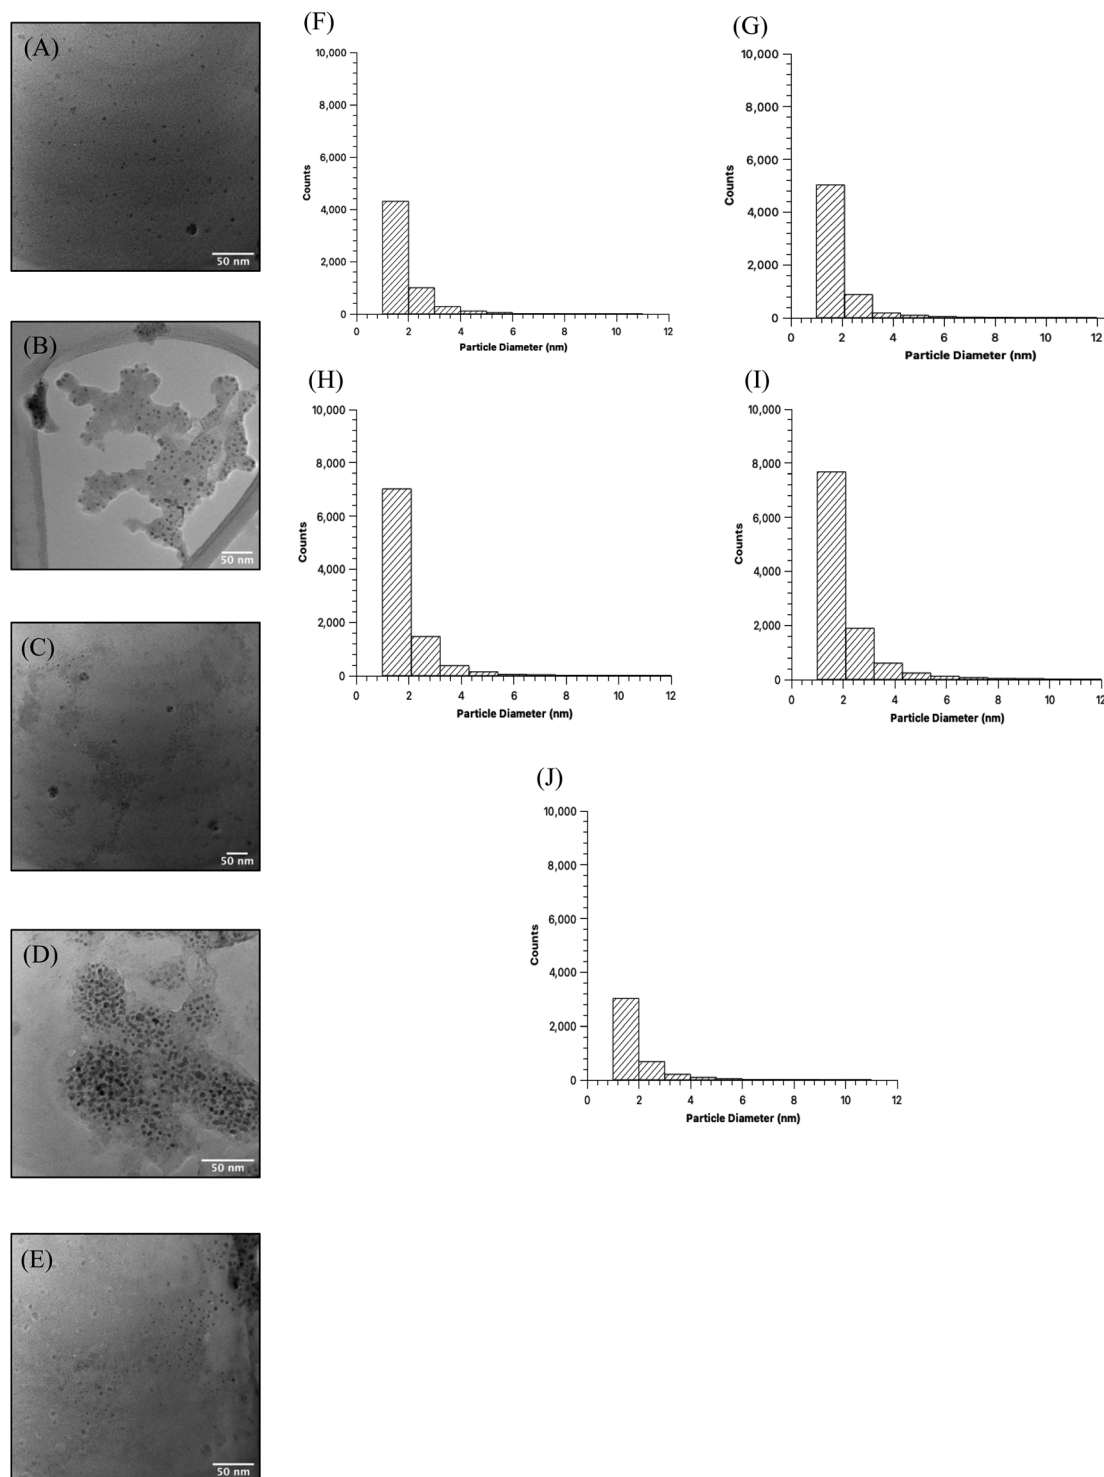 (A)
50 nm
(B)
50 nm
(C)
50 nm
(D)
50 nm
(E)
50 nm
(F)
10,000
8,000
6,000
4,000
2,000
0
Counts
0 2 4 6 8 10 12
Particle Diameter (nm)
(G)
10,000
8,000
6,000
4,000
2,000
0
Counts
0 2 4 6 8 10 12
Particle Diameter (nm)
(H)
10,000
8,000
6,000
4,000
2,000
0
Counts
0 2 4 6 8 10 12
Particle Diameter (nm)
(I)
10,000
8,000
6,000
4,000
2,000
0
Counts
0 2 4 6 8 10 12
Particle Diameter (nm)
(J)
10,000
8,000
6,000
4,000
2,000
0
Counts
0 2 4 6 8 10 12
Particle Diameter (nm)